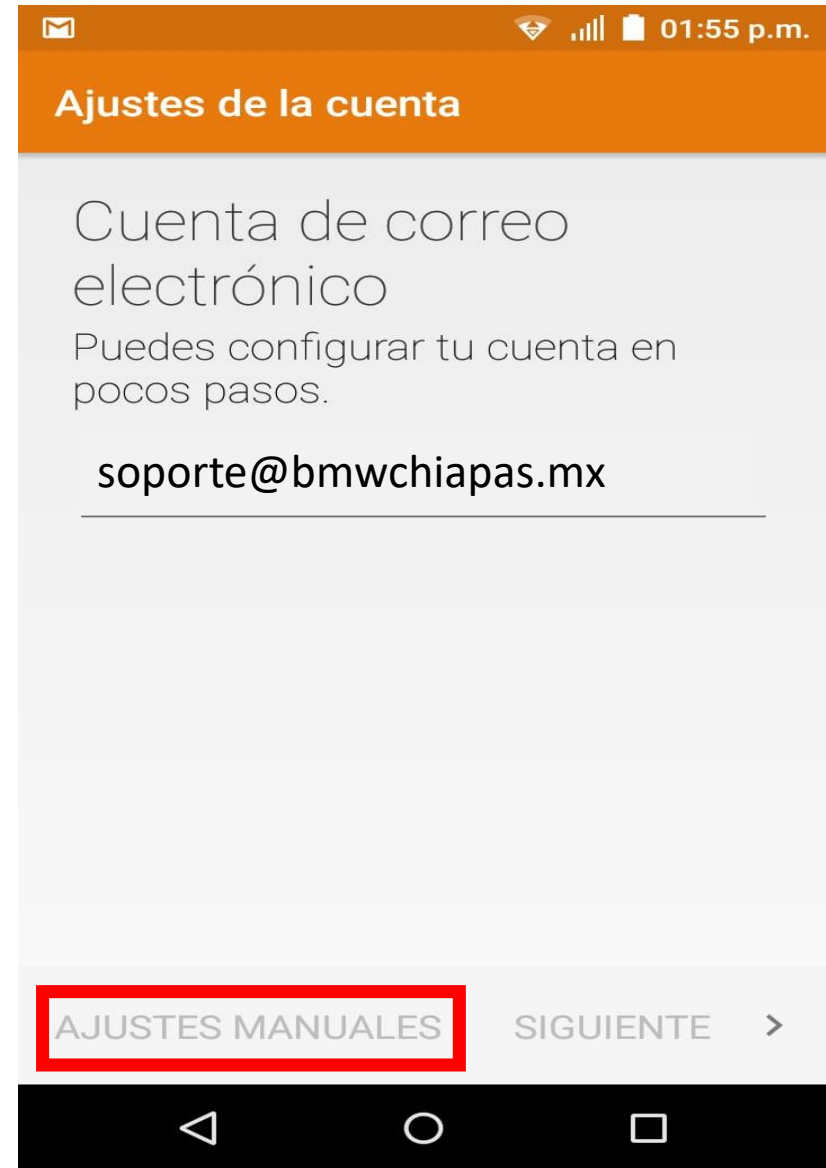 01:55 p.m.
Ajustes de la cuenta
Cuenta de correo
electrónico
Puedes configurar tu cuenta en
pocos pasos.
soporte@bmwchiapas.mx
AJUSTES MANUALES SIGUIENTE >